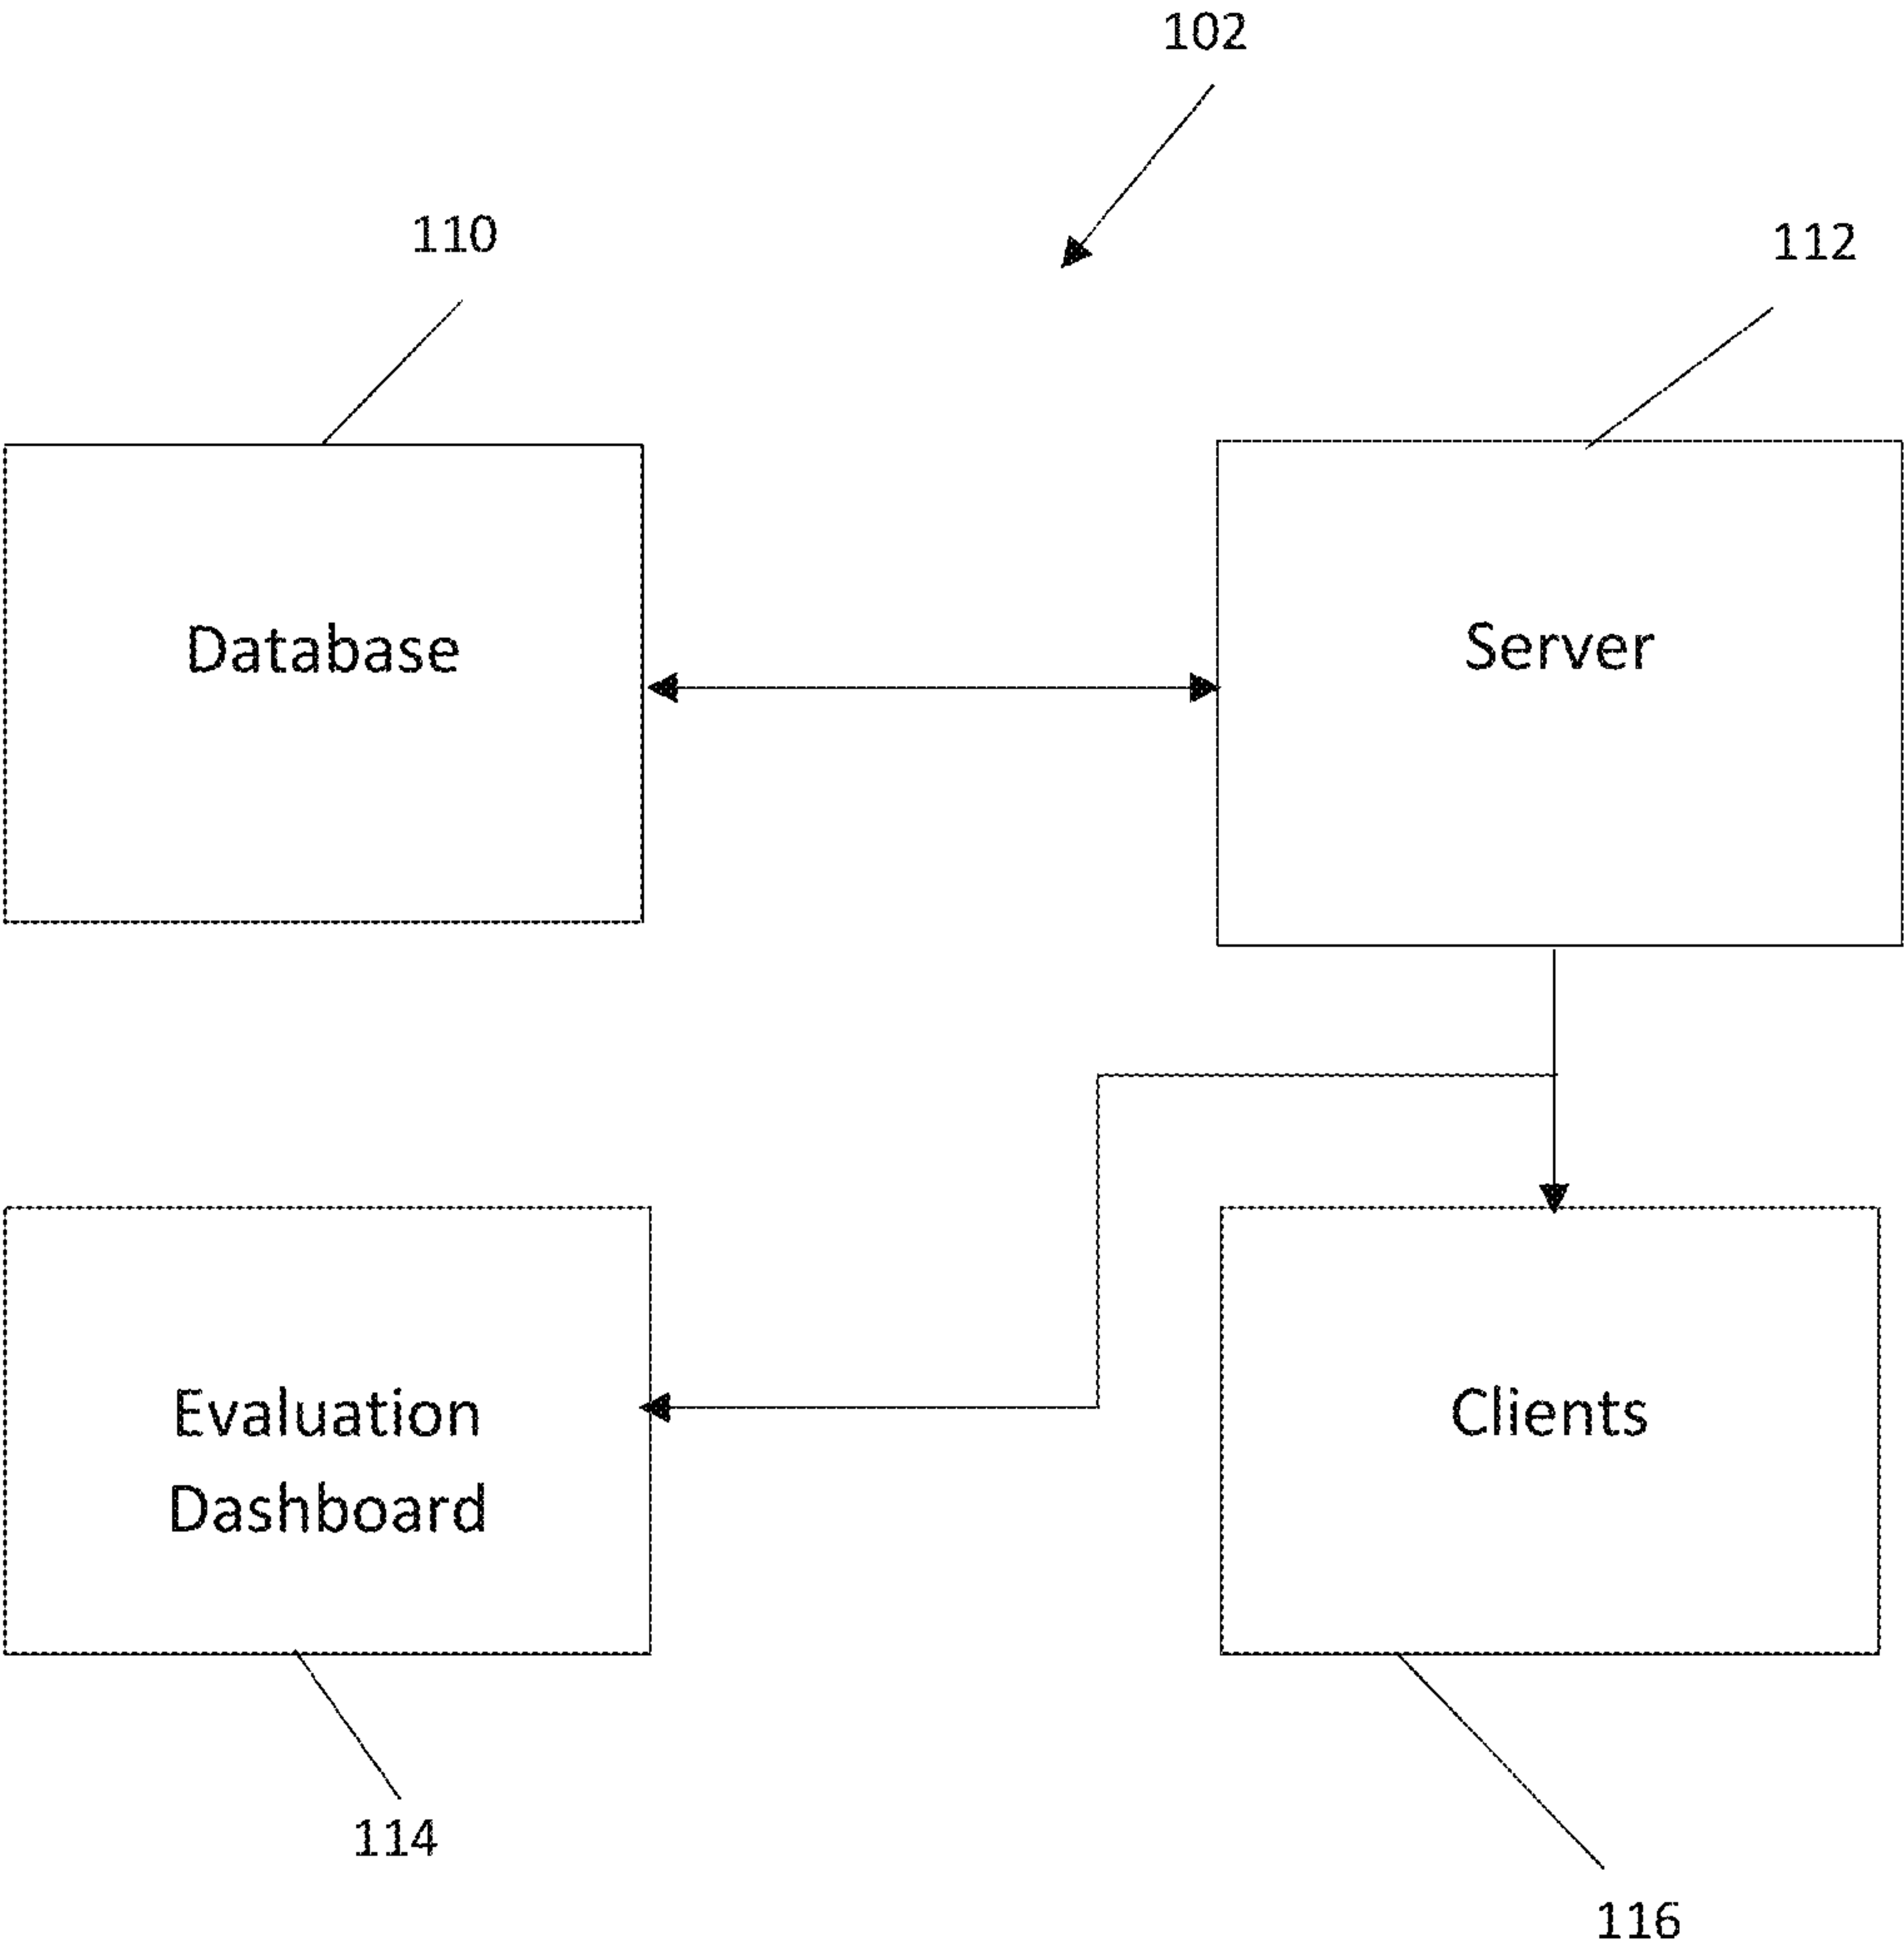 102
110
112
Database
Server
Evaluation
Dashboard
Clients
114
116